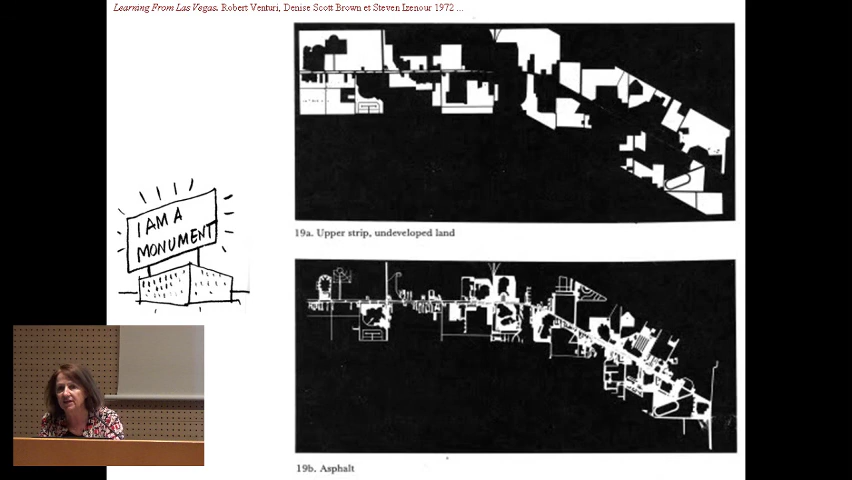 Learning From Las Vegas. Robert Venturi, Denise Scott Brown et Steven Izenour 1972 ...
I AM A
MONUMENT
19a. Upper strip, undeveloped land
19b. Asphalt